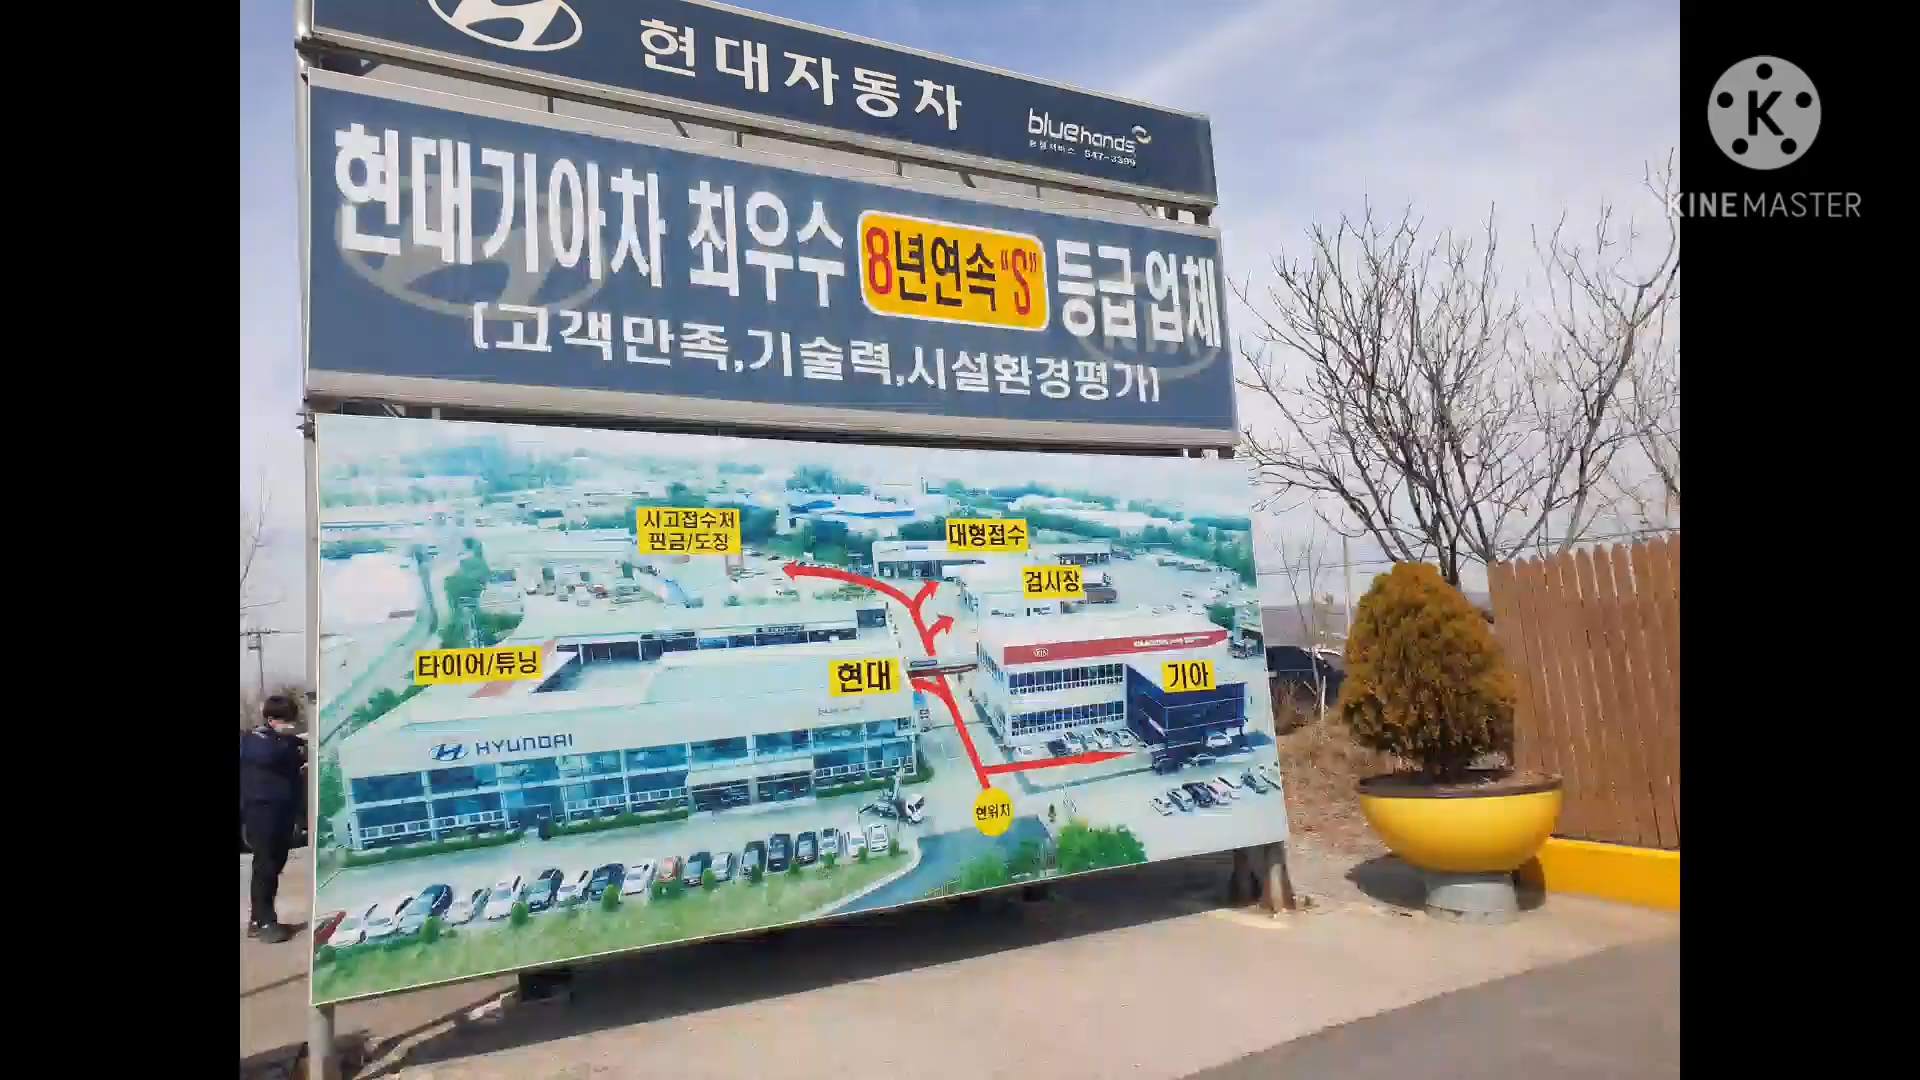 현대자동차
bluehands
547-3399
현대기아차 최우수 8년연속 "S" 등급 업체
(고객만족,기술력,시설환경평가)
사고접수처
판금/도장
대형접수
검사장
타이어/튜닝
현대
기아
HYUNDAI
KIA
현위치
K
KINEMASTER